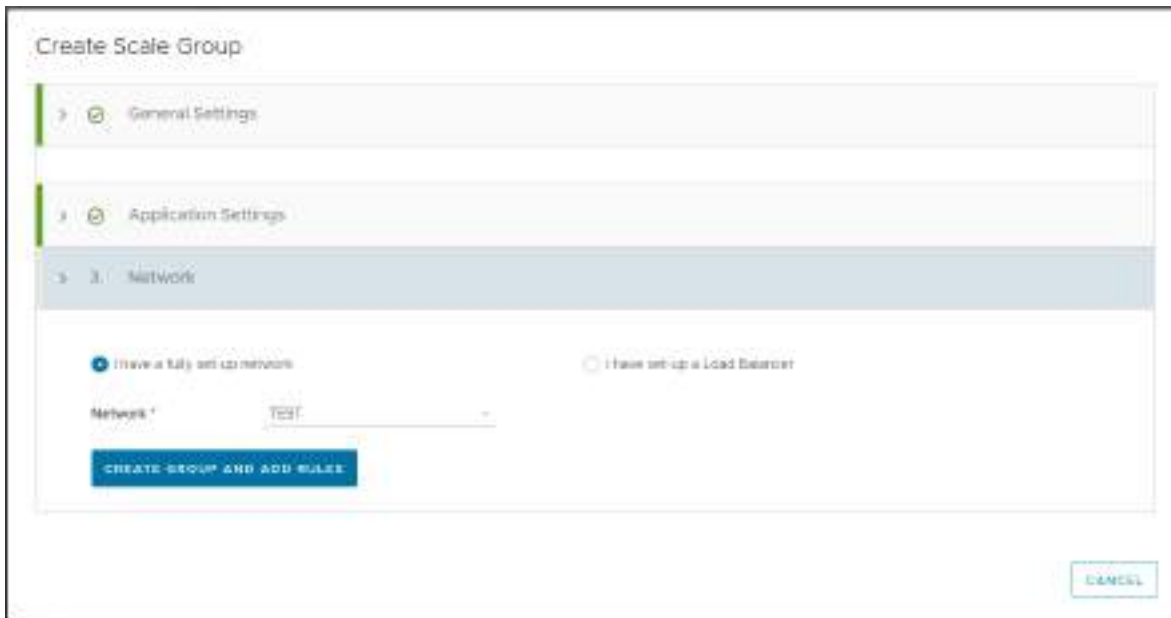 Create Scale Group
General Settings
Application Settings
3. Network
I have a fully set-up network
I have set-up a Load Balancer
Network *
TEST
CREATE GROUP AND ADD RULES
CANCEL